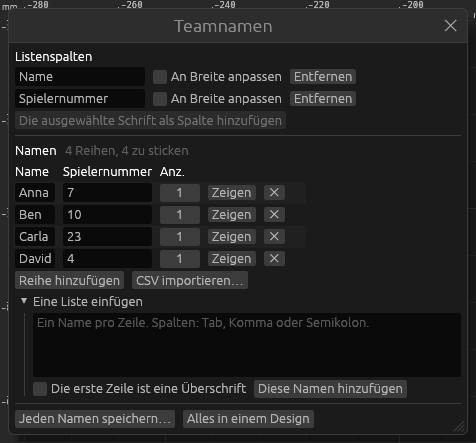 mm
-280
-260
-240
-220
-200
Teamnamen
Listenspalten
Name An Breite anpassen Entfernen
Spielernummer An Breite anpassen Entfernen
Die ausgewählte Schrift als Spalte hinzufügen
Namen 4 Reihen, 4 zu sticken
Name Spielernummer Anz.
Anna 7 1 Zeigen ×
Ben 10 1 Zeigen ×
Carla 23 1 Zeigen ×
David 4 1 Zeigen ×
Reihe hinzufügen CSV importieren…
▼ Eine Liste einfügen
Ein Name pro Zeile. Spalten: Tab, Komma oder Semikolon.
Die erste Zeile ist eine Überschrift Diese Namen hinzufügen
Jeden Namen speichern… Alles in einem Design